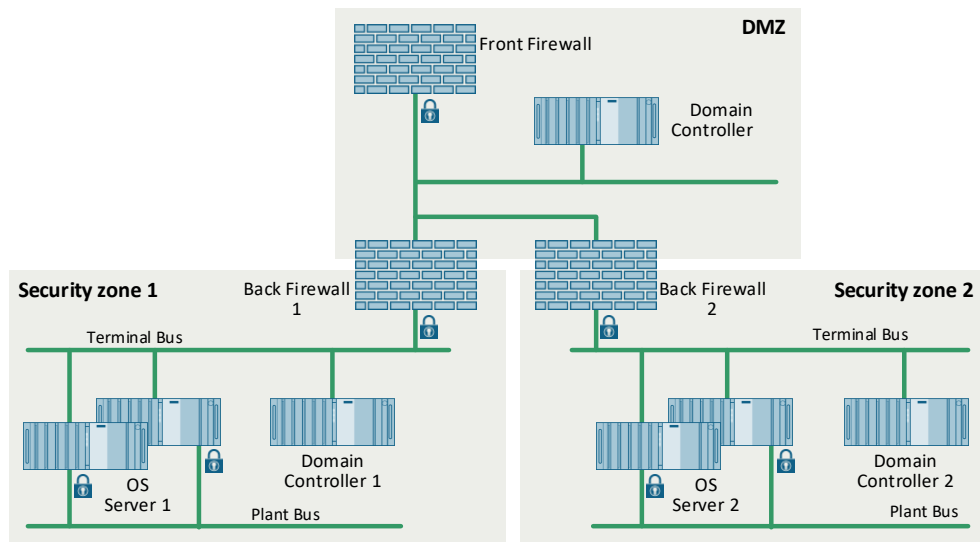 DMZ
Front Firewall
Domain
Controller
Security zone 1
Back Firewall
1
Back Firewall
2
Security zone 2
Terminal Bus
Terminal Bus
OS
Server 1
Domain
Controller 1
OS
Server 2
Domain
Controller 2
Plant Bus
Plant Bus